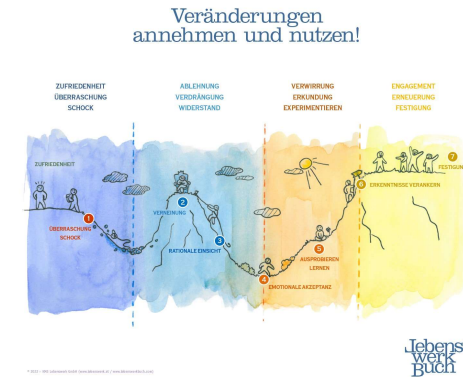 Veränderungen
annehmen und nutzen!
ZUFRIEDENHEIT
ÜBERRASCHUNG
SCHOCK
ABLEHNUNG
VERDRÄNGUNG
WIDERSTAND
VERWIRRUNG
ERKUNDUNG
EXPERIMENTIEREN
ENGAGEMENT
ERNEUERUNG
FESTIGUNG
ZUFRIEDENHEIT
1
ÜBERRASCHUNG
SCHOCK
2
VERNEINUNG
3
RATIONALE EINSICHT
4
EMOTIONALE AKZEPTANZ
5
AUSPROBIEREN
LERNEN
6
ERKENNTNISSE VERANKERN
7
FESTIGUN
Lebens
werk
Buch